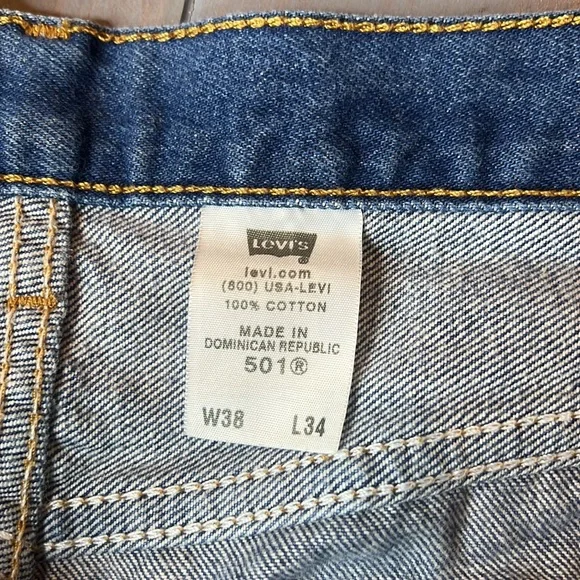 Levi's
®
levi.com
(800) USA-LEVI
100% COTTON
MADE IN
DOMINICAN REPUBLIC
501®
W38 L34